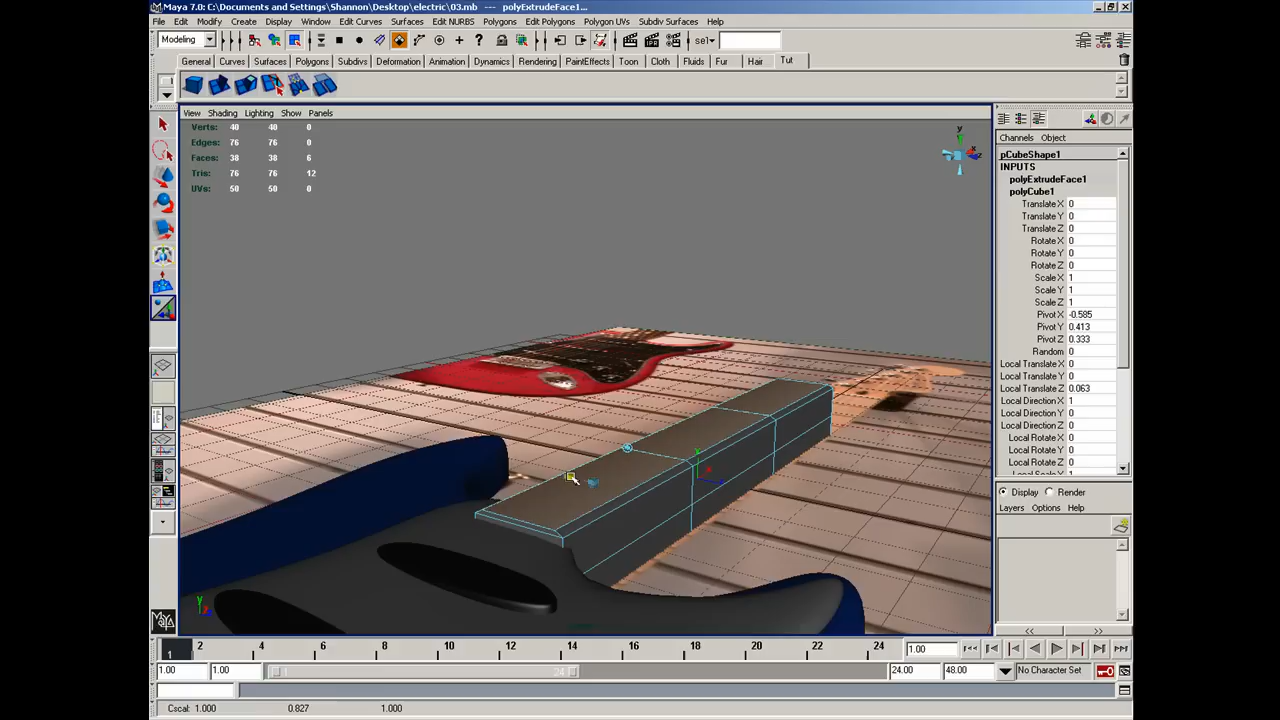 Maya 7.0: C:\Documents and Settings\Shannon\Desktop\electric\03.mb --- polyExtrudeFace1...
File Edit Modify Create Display Window Edit Curves Surfaces Edit NURBS Polygons Edit Polygons Polygon UVs Subdiv Surfaces Help
Modeling sel
General Curves Surfaces Polygons Subdivs Deformation Animation Dynamics Rendering PaintEffects Toon Cloth Fluids Fur Hair Tut
View Shading Lighting Show Panels
Verts: 40 40 0
Edges: 76 76 0
Faces: 38 38 6
Tris: 76 76 12
UVs: 50 50 0
Channels Object
pCubeShape1
INPUTS
polyExtrudeFace1
polyCube1
Translate X 0
Translate Y 0
Translate Z 0
Rotate X 0
Rotate Y 0
Rotate Z 0
Scale X 1
Scale Y 1
Scale Z 1
Pivot X -0.585
Pivot Y 0.413
Pivot Z 0.333
Random 0
Local Translate X 0
Local Translate Y 0
Local Translate Z 0.063
Local Direction X 1
Local Direction Y 0
Local Direction Z 0
Local Rotate X 0
Local Rotate Y 0
Local Rotate Z 0
Display Render
Layers Options Help
<< >>
1 2 4 6 8 10 12 14 16 18 20 22 24 1.00
1.00 1.00 24 24.00 48.00 No Character Set
Cscal: 1.000 0.827 1.000